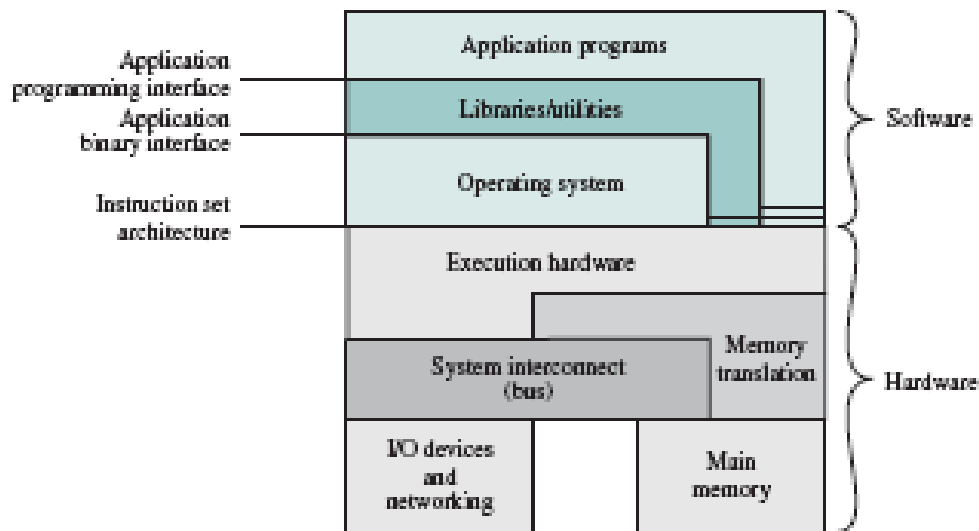 Application programs
Application
programming interface
Libraries/utilities
Application
binary interface
Software
Operating system
Instruction set
architecture
Execution hardware
Memory
translation
System interconnect
(bus)
Hardware
I/O devices
and
networking
Main
memory